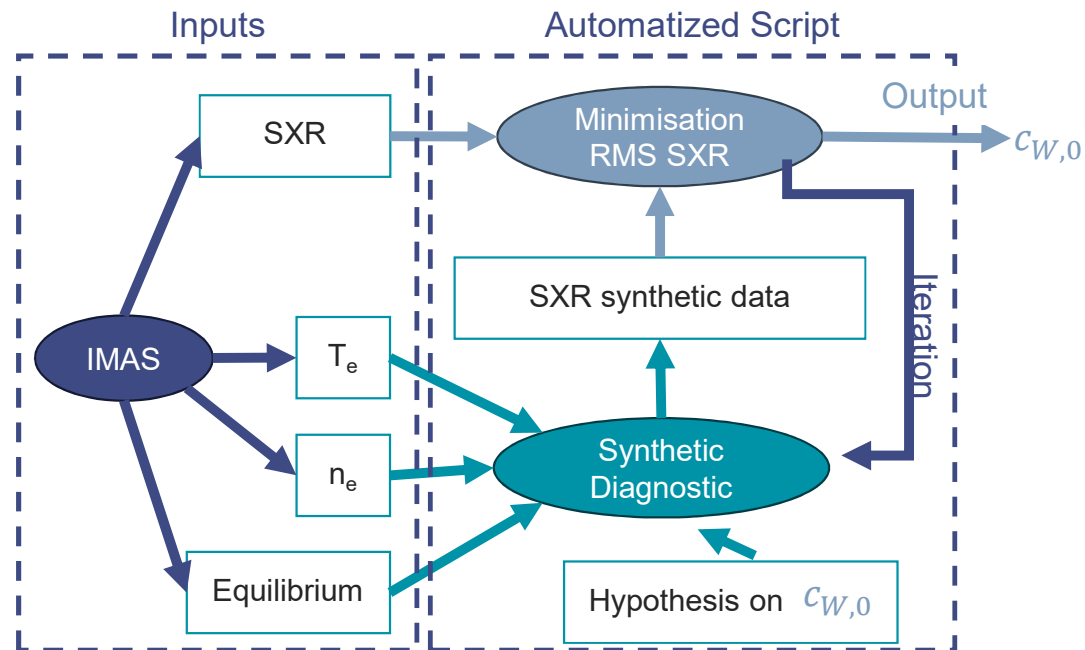 Inputs
Automatized Script
SXR
Minimisation
RMS SXR
Output
c_{W,0}
SXR synthetic data
Iteration
IMAS
T_e
n_e
Synthetic
Diagnostic
Equilibrium
Hypothesis on c_{W,0}